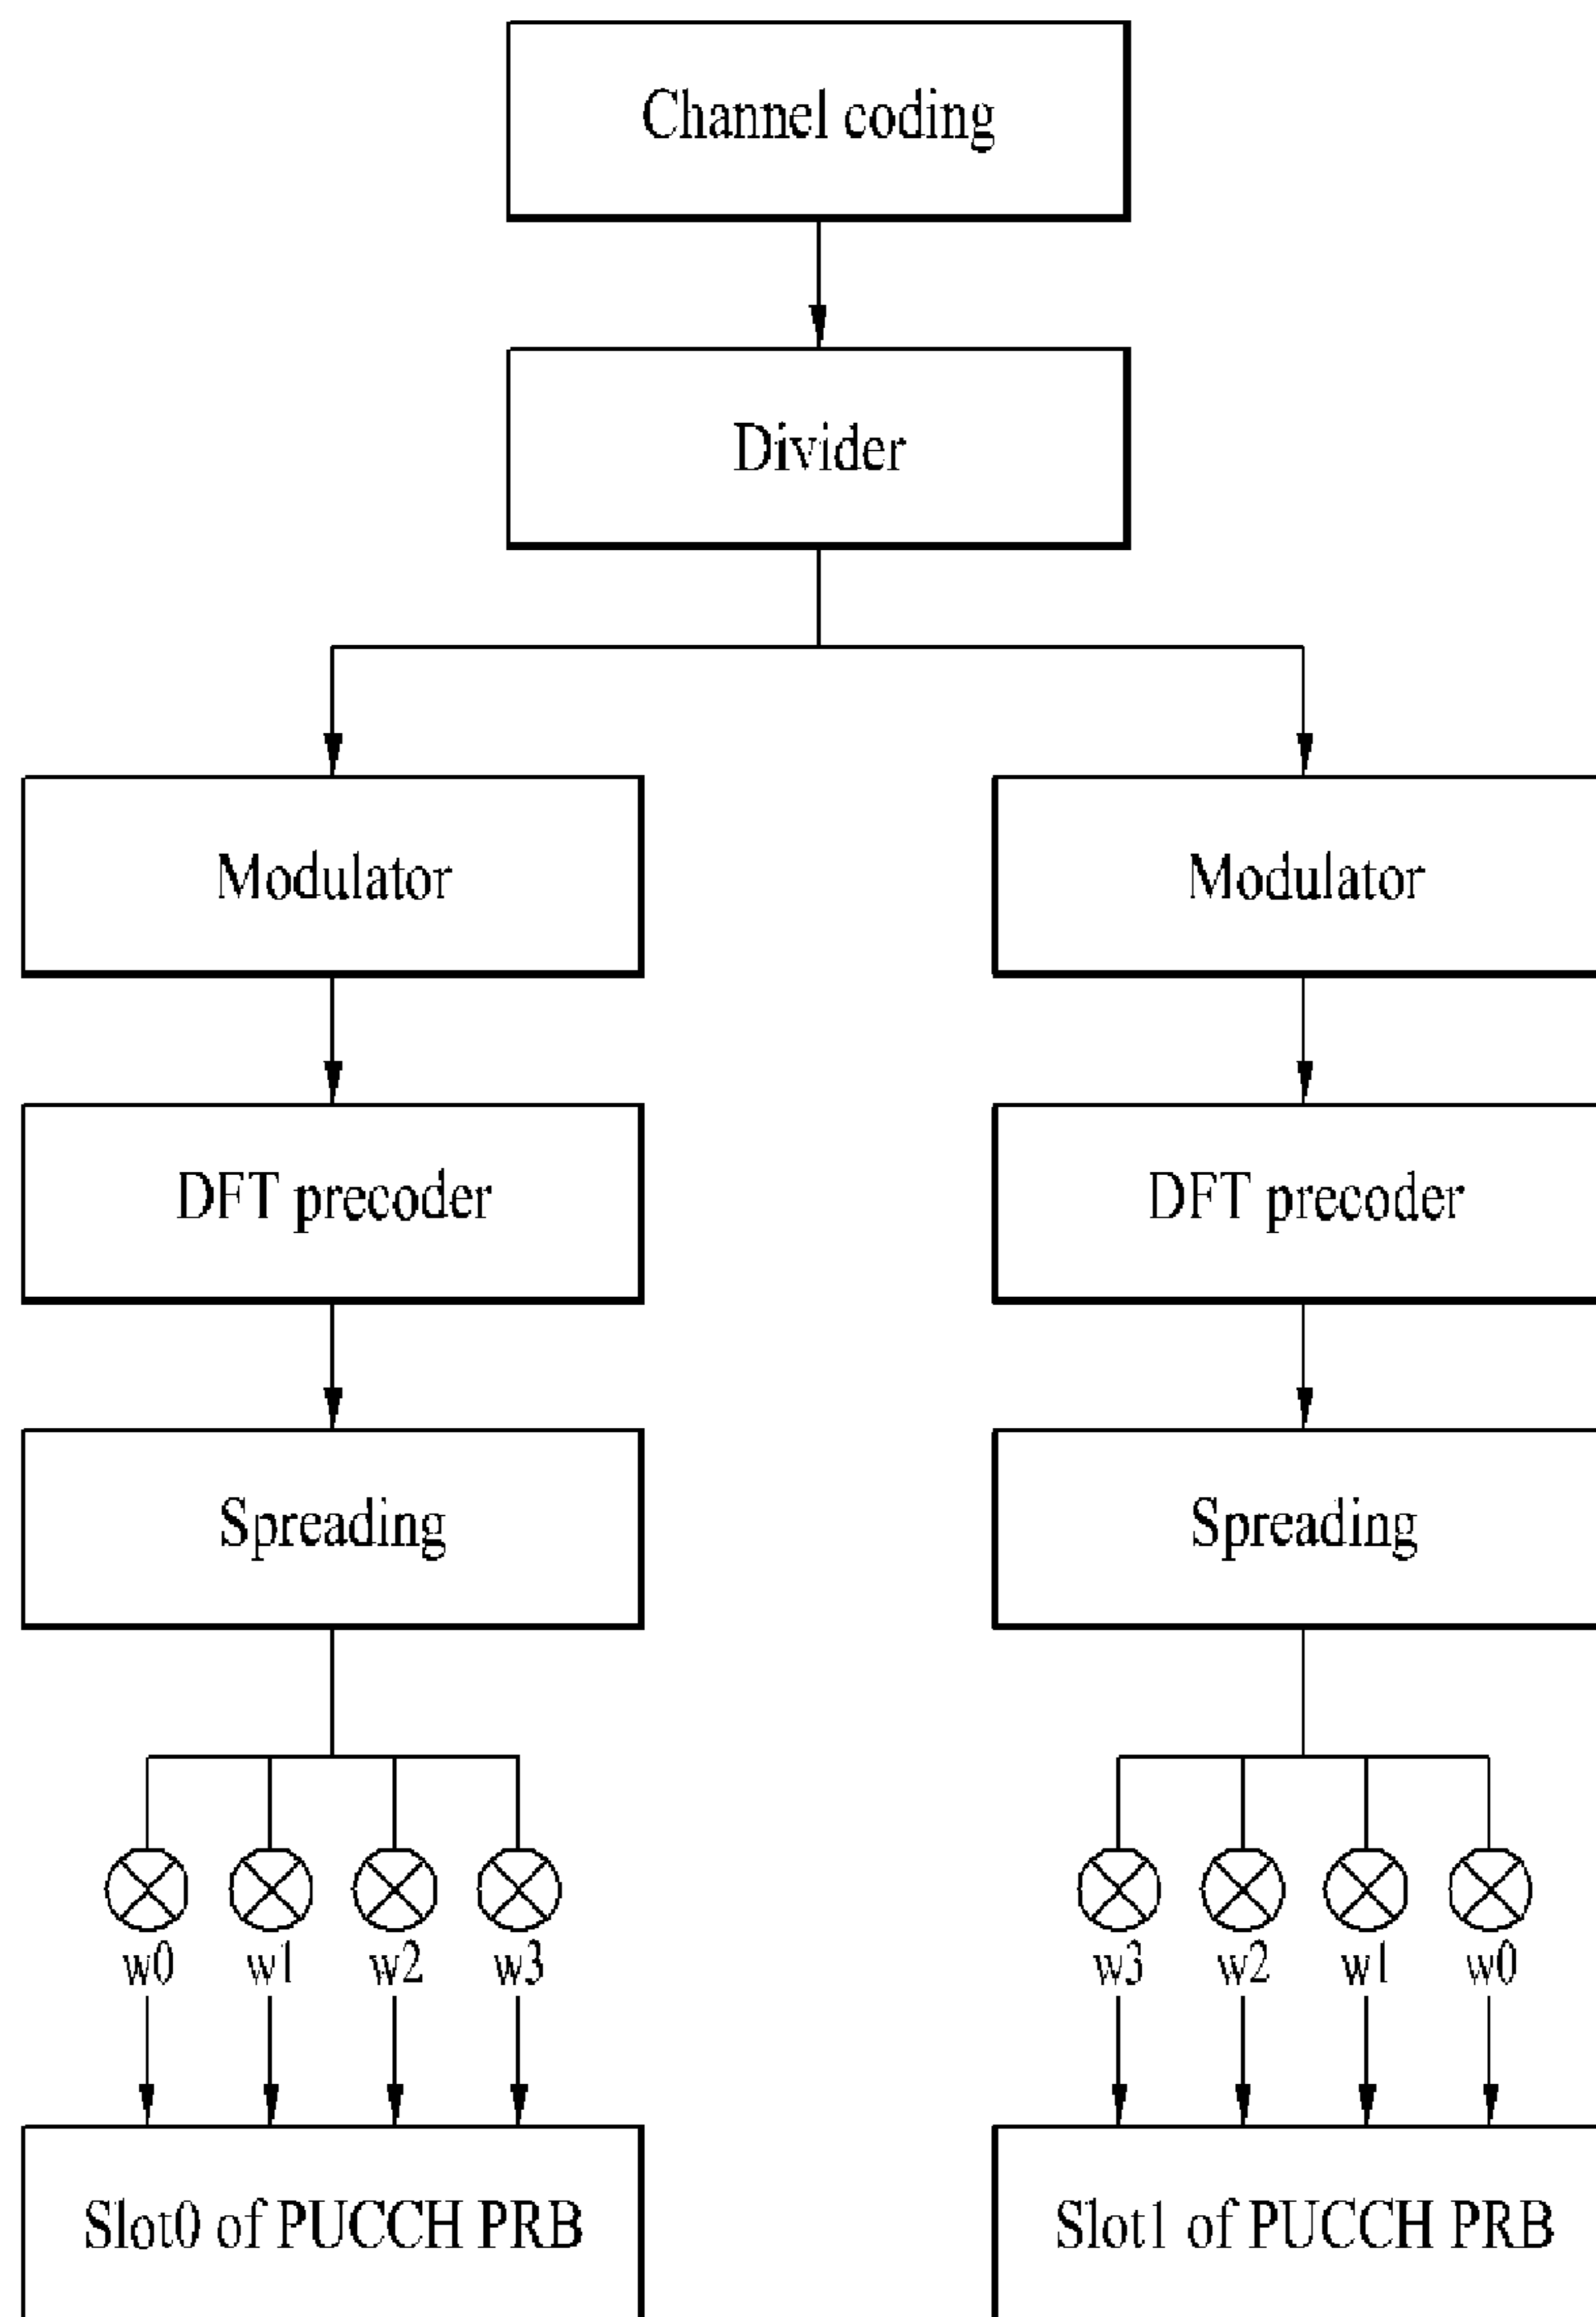 Channel coding
Divider
Modulator
Modulator
DFT precoder
DFT precoder
Spreading
Spreading
w0 w1 w2 w3
w3 w2 w1 w0
Slot0 of PUCCH PRB
Slot1 of PUCCH PRB